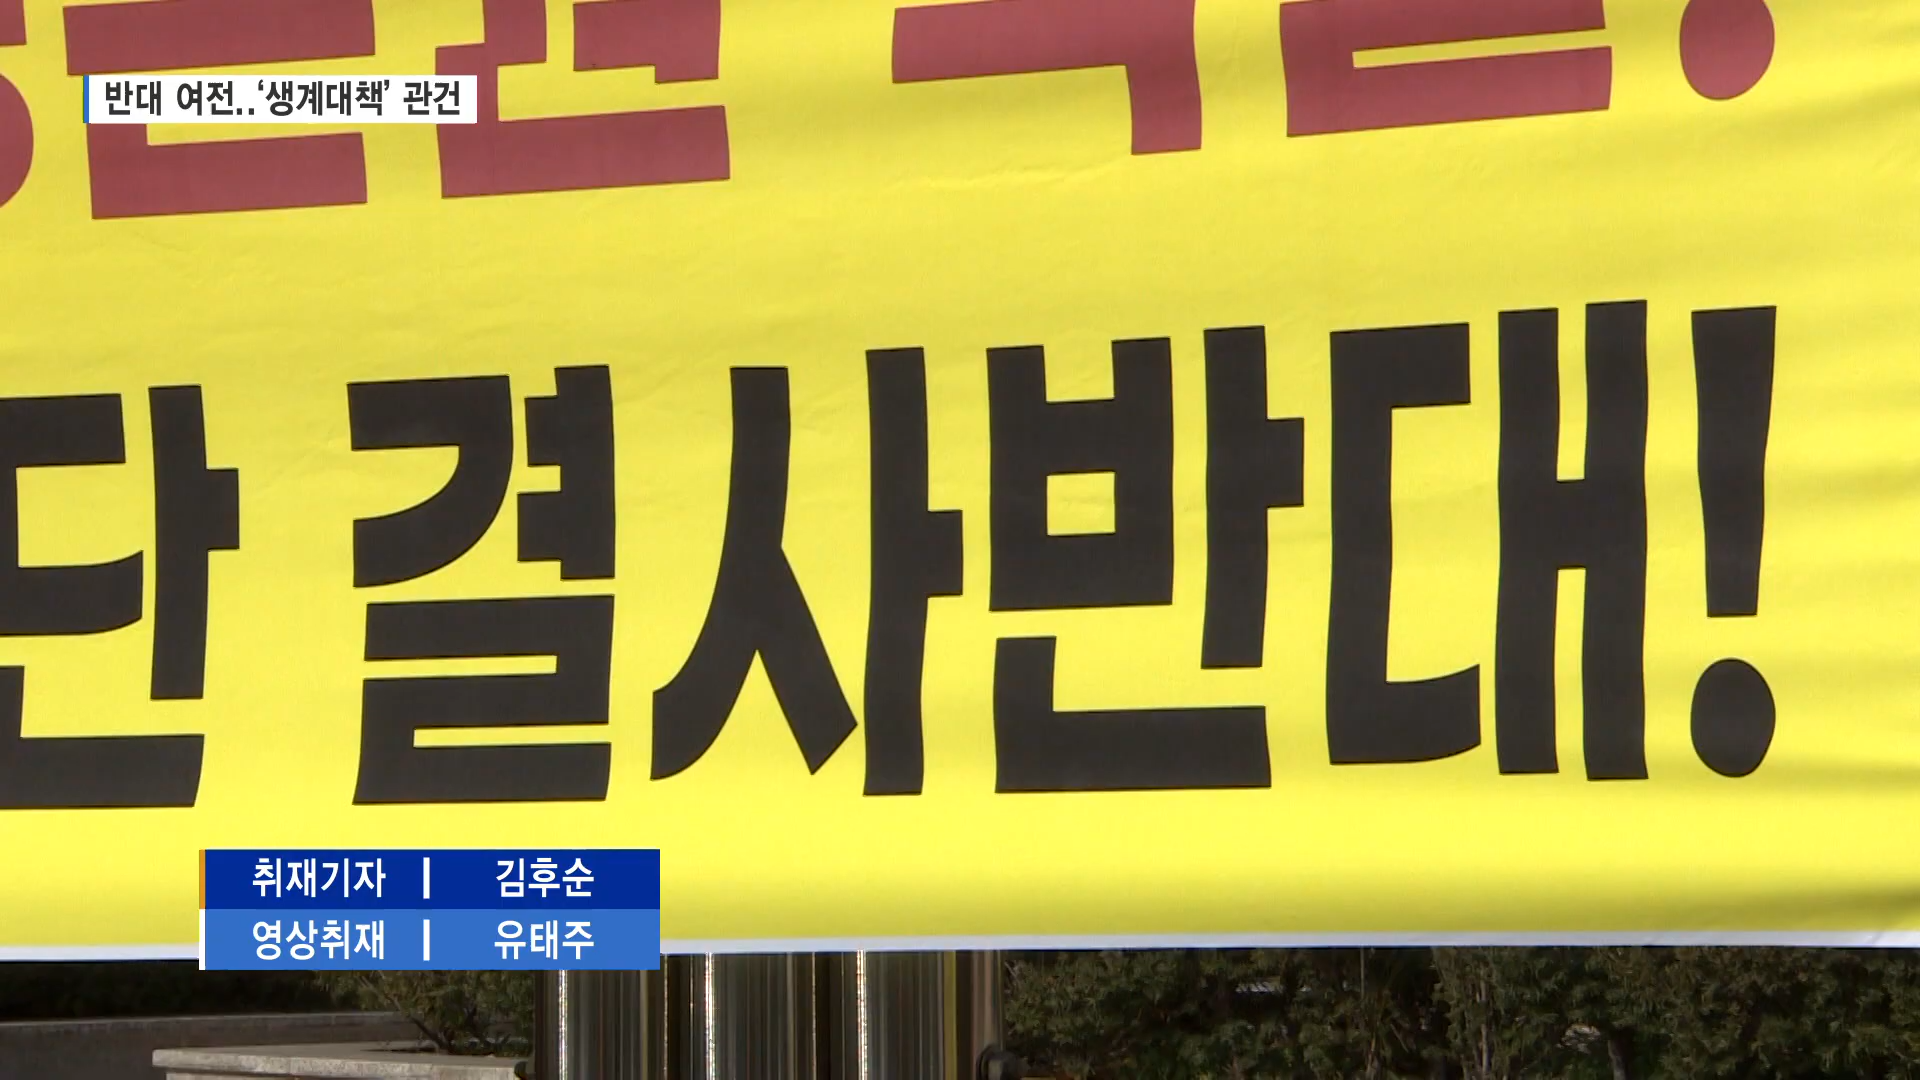 반대 여전..‘생계대책’ 관건
단 결사반대!
취재기자 | 김후순
영상취재 | 유태주